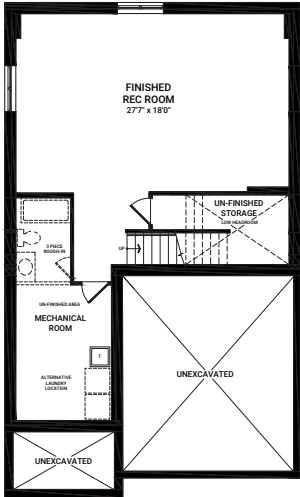 FINISHED
REC ROOM
27'7" x 18'0"
UN-FINISHED
STORAGE
LOW HEADROOM
3 PIECE
ROUGH-IN
UP
UN-FINISHED AREA
MECHANICAL
ROOM
T
ALTERNATIVE
LAUNDRY
LOCATION
UNEXCAVATED
UNEXCAVATED